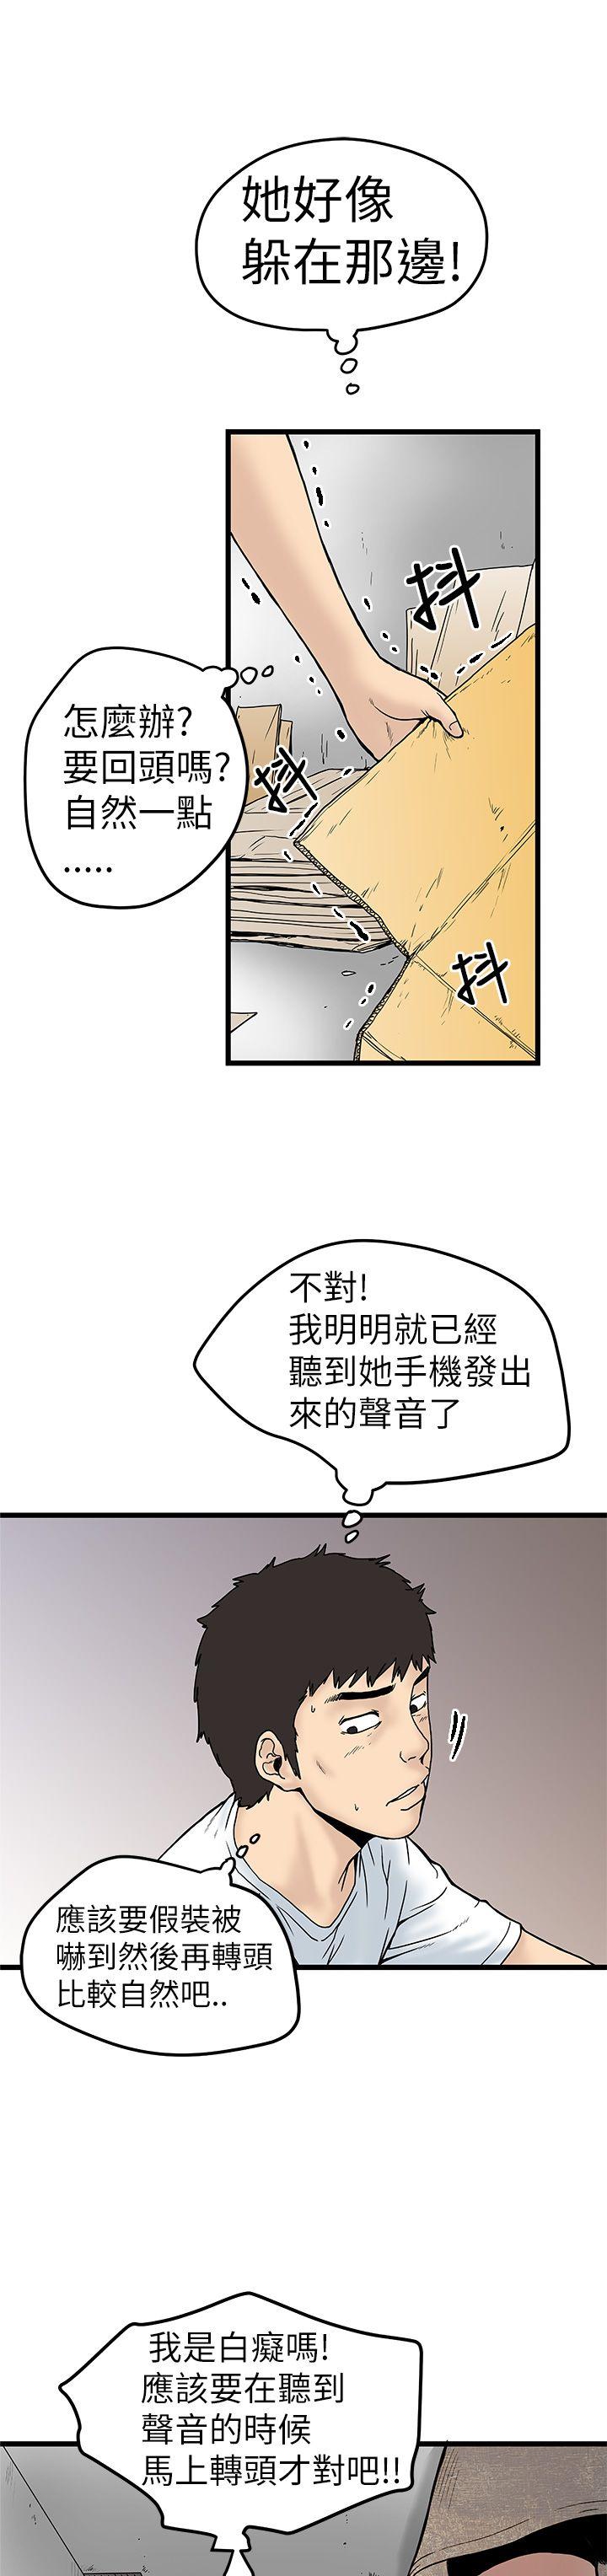 她好像
躲在那邊!
抖
怎麼辦?
要回頭嗎?
自然一點
.....
抖
抖
不對!
我明明就已經
聽到她手機發出
來的聲音了
應該要假裝被
嚇到然後再轉頭
比較自然吧..
我是白癡嗎!
應該要在聽到
聲音的時候
馬上轉頭才對吧!!